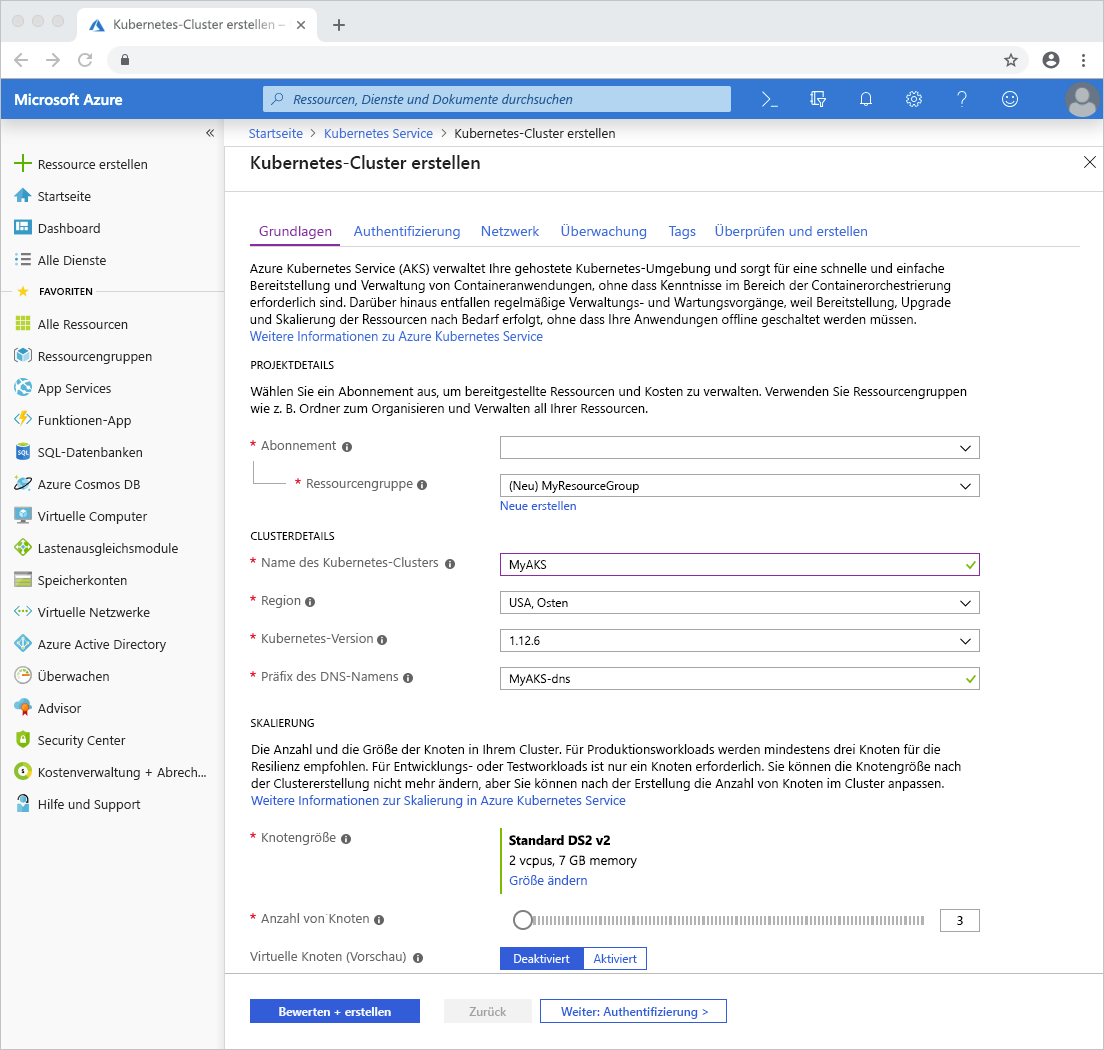 Kubernetes-Cluster erstellen –
Microsoft Azure
Ressourcen, Dienste und Dokumente durchsuchen
Startseite > Kubernetes Service > Kubernetes-Cluster erstellen
Kubernetes-Cluster erstellen
Ressource erstellen
Startseite
Dashboard
Alle Dienste
FAVORITEN
Alle Ressourcen
Ressourcengruppen
App Services
Funktionen-App
SQL-Datenbanken
Azure Cosmos DB
Virtuelle Computer
Lastenausgleichsmodule
Speicherkonten
Virtuelle Netzwerke
Azure Active Directory
Überwachen
Advisor
Security Center
Kostenverwaltung + Abrech...
Hilfe und Support
Grundlagen Authentifizierung Netzwerk Überwachung Tags Überprüfen und erstellen
Azure Kubernetes Service (AKS) verwaltet Ihre gehostete Kubernetes-Umgebung und sorgt für eine schnelle und einfache
Bereitstellung und Verwaltung von Containeranwendungen, ohne dass Kenntnisse im Bereich der Containerorchestrierung
erforderlich sind. Darüber hinaus entfallen regelmäßige Verwaltungs- und Wartungsvorgänge, weil Bereitstellung, Upgrade
und Skalierung der Ressourcen nach Bedarf erfolgt, ohne dass Ihre Anwendungen offline geschaltet werden müssen.
Weitere Informationen zu Azure Kubernetes Service
PROJEKTDETAILS
Wählen Sie ein Abonnement aus, um bereitgestellte Ressourcen und Kosten zu verwalten. Verwenden Sie Ressourcengruppen
wie z. B. Ordner zum Organisieren und Verwalten all Ihrer Ressourcen.
* Abonnement
* Ressourcengruppe (Neu) MyResourceGroup
Neue erstellen
CLUSTERDETAILS
* Name des Kubernetes-Clusters MyAKS
* Region USA, Osten
* Kubernetes-Version 1.12.6
* Präfix des DNS-Namens MyAKS-dns
SKALIERUNG
Die Anzahl und die Größe der Knoten in Ihrem Cluster. Für Produktionsworkloads werden mindestens drei Knoten für die
Resilienz empfohlen. Für Entwicklungs- oder Testworkloads ist nur ein Knoten erforderlich. Sie können die Knotengröße nach
der Clustererstellung nicht mehr ändern, aber Sie können nach der Erstellung die Anzahl von Knoten im Cluster anpassen.
Weitere Informationen zur Skalierung in Azure Kubernetes Service
* Knotengröße Standard DS2 v2
2 vcpus, 7 GB memory
Größe ändern
* Anzahl von Knoten 3
Virtuelle Knoten (Vorschau) Deaktiviert Aktiviert
Bewerten + erstellen Zurück Weiter: Authentifizierung >